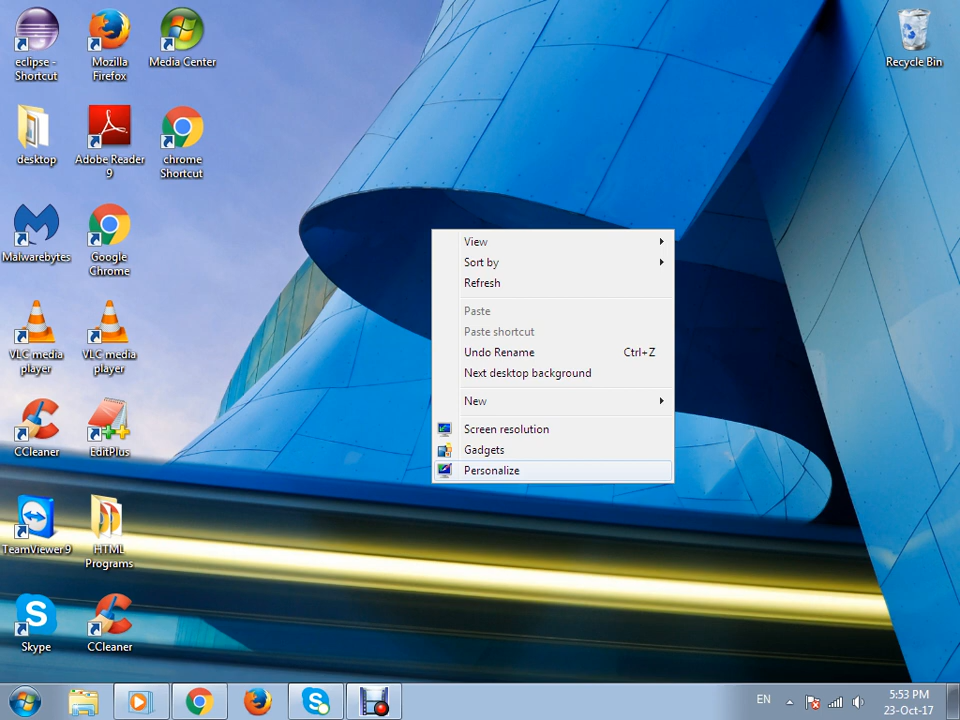 eclipse -
Shortcut
Mozilla
Firefox
Media Center
Recycle Bin
desktop
Adobe Reader
9
chrome
Shortcut
Malwarebytes
Google
Chrome
VLC media
player
VLC media
player
CCleaner
EditPlus
TeamViewer 9
HTML
Programs
Skype
CCleaner
View
Sort by
Refresh
Paste
Paste shortcut
Undo Rename Ctrl+Z
Next desktop background
New
Screen resolution
Gadgets
Personalize
EN
5:53 PM
23-Oct-17